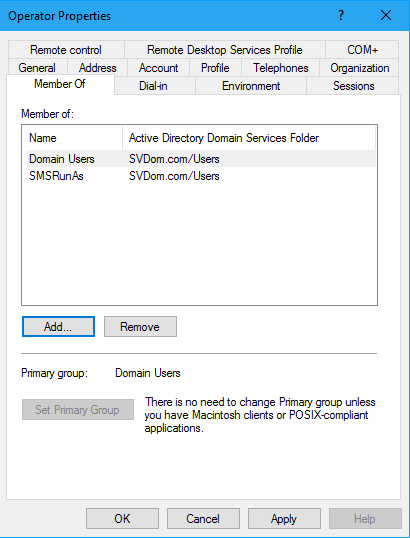 Operator Properties
?
Remote control Remote Desktop Services Profile COM+
General Address Account Profile Telephones Organization
Member Of Dial-in Environment Sessions
Member of:
Name Active Directory Domain Services Folder
Domain Users SVDom.com/Users
SMSRunAs SVDom.com/Users
Add... Remove
Primary group: Domain Users
Set Primary Group
There is no need to change Primary group unless
you have Macintosh clients or POSIX-compliant
applications.
OK Cancel Apply Help